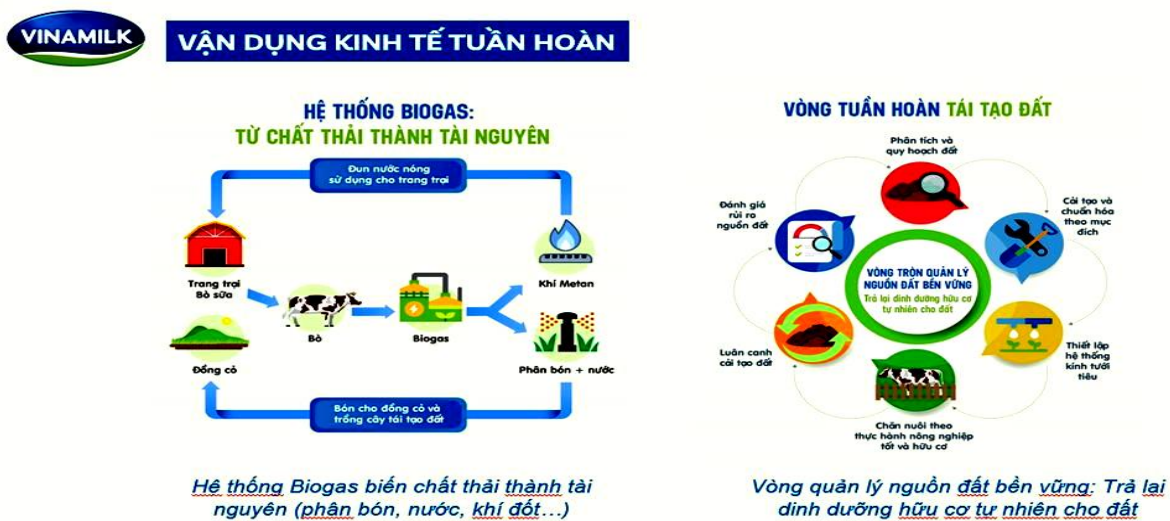 VINAMILK
VẬN DỤNG KINH TẾ TUẦN HOÀN
HỆ THỐNG BIOGAS:
TỪ CHẤT THẢI THÀNH TÀI NGUYÊN
Đun nước nóng
sử dụng cho trang trại
Trang trại
Bò sữa
Bò
Biogas
Khí Metan
Đồng cỏ
Phân bón + nước
Bón cho đồng cỏ và
trồng cây tái tạo đất
Hệ thống Biogas biến chất thải thành tài
nguyên (phân bón, nước, khí đốt...)
VÒNG TUẦN HOÀN TÁI TẠO ĐẤT
Phân tích và
quy hoạch đất
Cải tạo và
chuẩn hóa
theo mục
đích
Thiết lập
hệ thống
kênh tưới
tiêu
Chăn nuôi theo
thực hành nông nghiệp
tốt và hữu cơ
Luân canh
cải tạo đất
Đánh giá
rủi ro
nguồn đất
VÒNG TRÒN QUẢN LÝ
NGUỒN ĐẤT BỀN VỮNG
Trả lại dinh dưỡng hữu cơ
tự nhiên cho đất
Vòng quản lý nguồn đất bền vững: Trả lại
dinh dưỡng hữu cơ tự nhiên cho đất